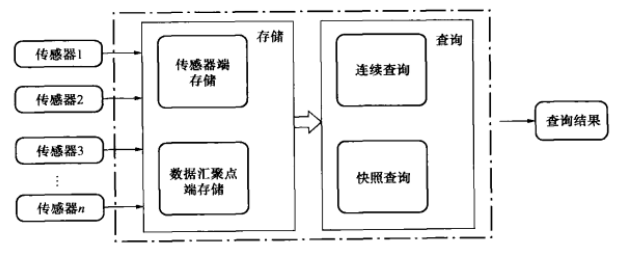 传感器1
传感器2
传感器3
⋮
传感器n
存储
传感器端
存储
数据汇聚点
端存储
查询
连续查询
快照查询
查询结果